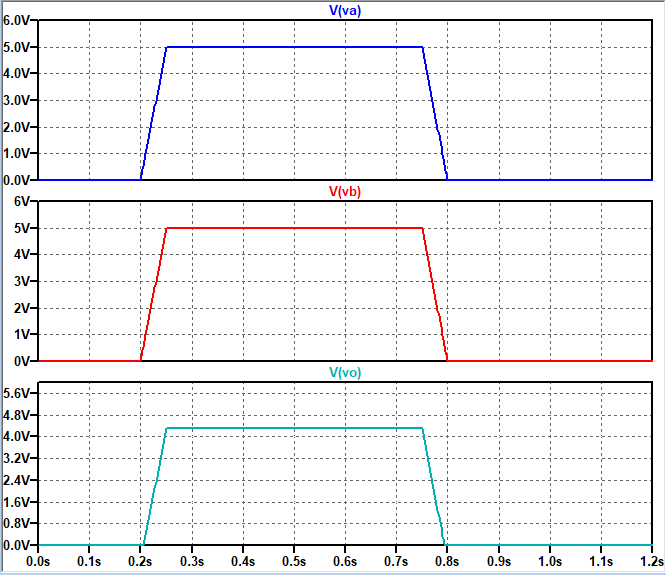 V(va)
6.0V
5.0V
4.0V
3.0V
2.0V
1.0V
0.0V
V(vb)
6V
5V
4V
3V
2V
1V
0V
V(vo)
5.6V
4.8V
4.0V
3.2V
2.4V
1.6V
0.8V
0.0V
0.0s 0.1s 0.2s 0.3s 0.4s 0.5s 0.6s 0.7s 0.8s 0.9s 1.0s 1.1s 1.2s